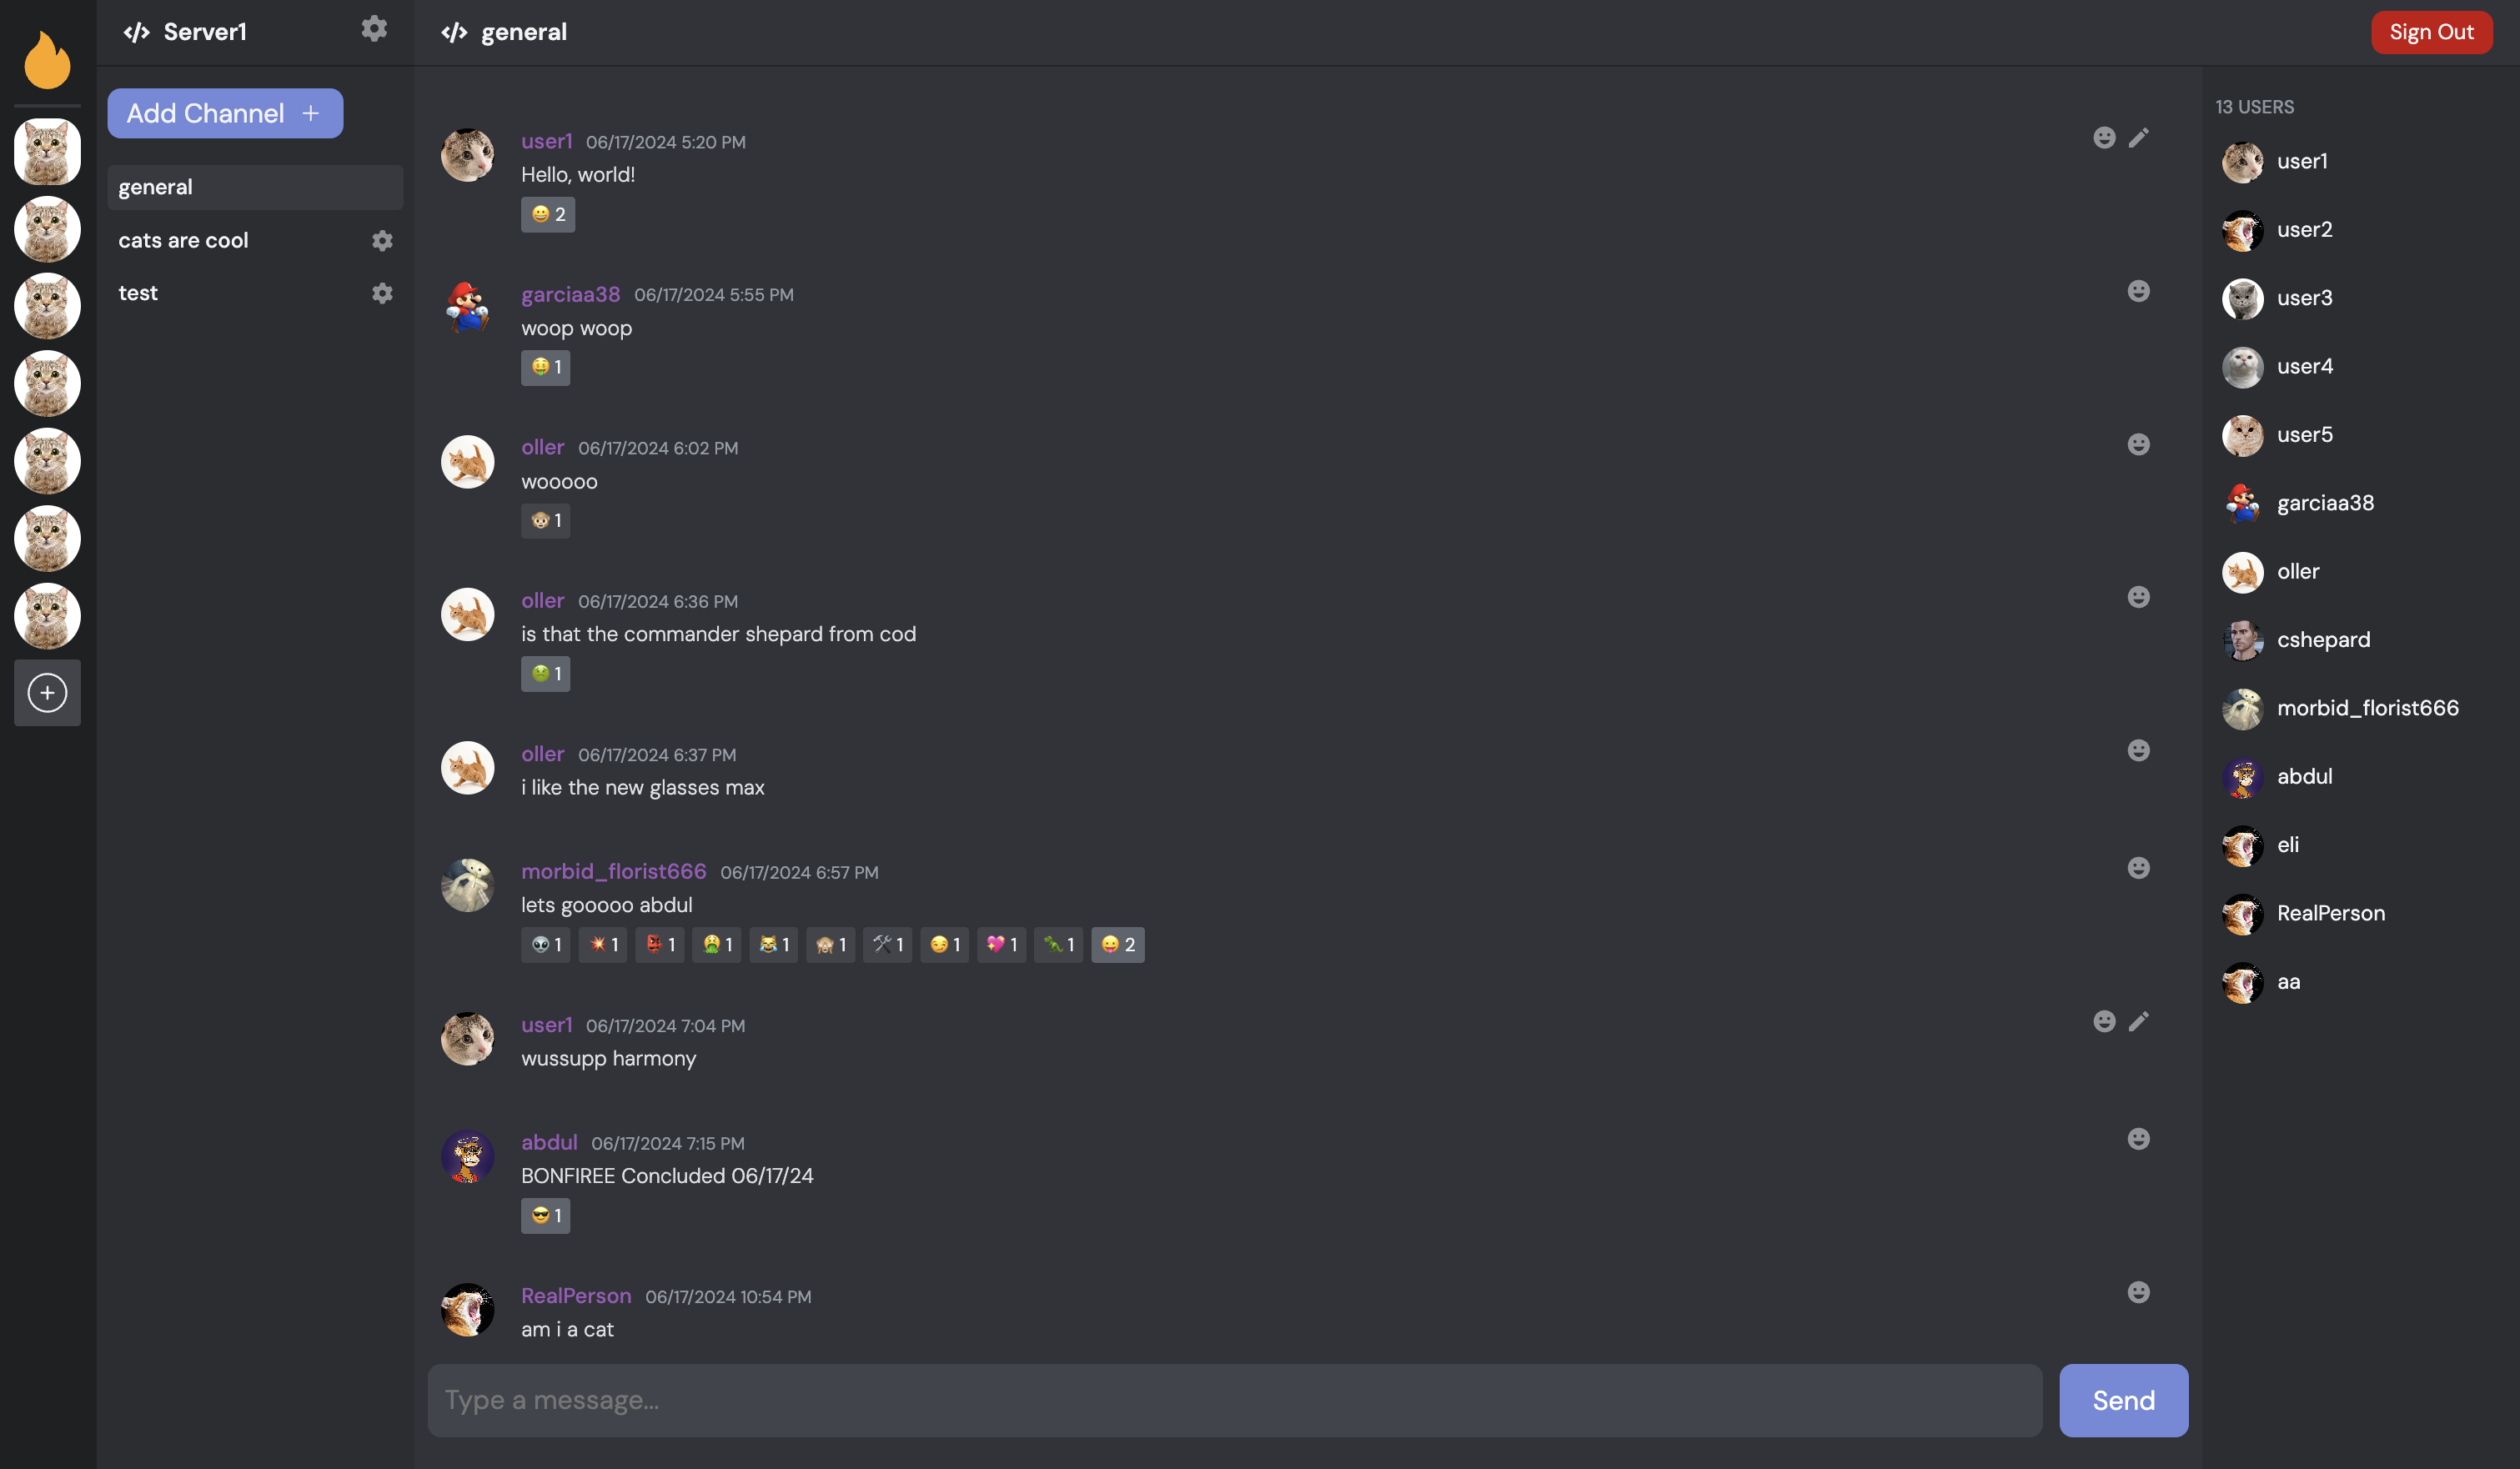 </> Server1
Add Channel +
general
cats are cool
test
</> general
Sign Out
user1 06/17/2024 5:20 PM
Hello, world!
😀 2
garciaa38 06/17/2024 5:55 PM
woop woop
🤑 1
oller 06/17/2024 6:02 PM
wooooo
🐵 1
oller 06/17/2024 6:36 PM
is that the commander shepard from cod
🤢 1
oller 06/17/2024 6:37 PM
i like the new glasses max
morbid_florist666 06/17/2024 6:57 PM
lets gooooo abdul
👽 1 💥 1 👺 1 🤮 1 😹 1 🙈 1 🛠 1 😏 1 💖 1 🦖 1 😛 2
user1 06/17/2024 7:04 PM
wussupp harmony
abdul 06/17/2024 7:15 PM
BONFIREE Concluded 06/17/24
😎 1
RealPerson 06/17/2024 10:54 PM
am i a cat
Type a message...
Send
13 USERS
user1
user2
user3
user4
user5
garciaa38
oller
cshepard
morbid_florist666
abdul
eli
RealPerson
aa